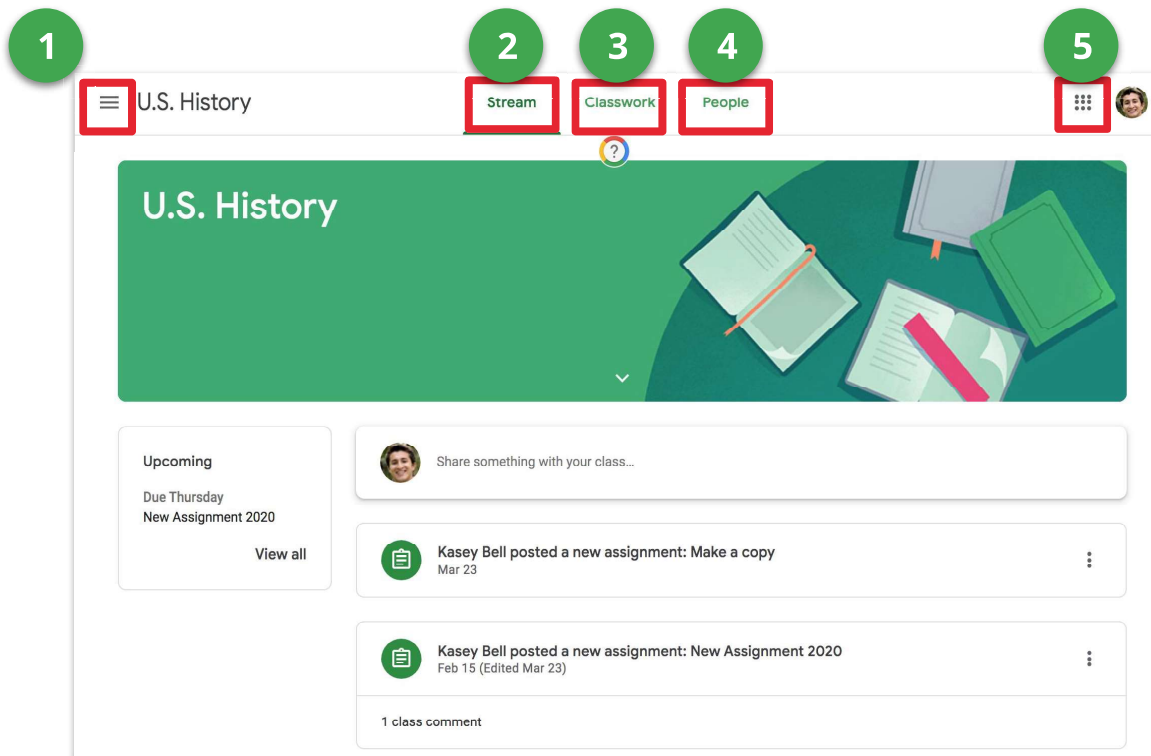 1
2
3
4
5
U.S. History
Stream
Classwork
People
?
U.S. History
Upcoming
Due Thursday
New Assignment 2020
View all
Share something with your class...
Kasey Bell posted a new assignment: Make a copy
Mar 23
Kasey Bell posted a new assignment: New Assignment 2020
Feb 15 (Edited Mar 23)
1 class comment